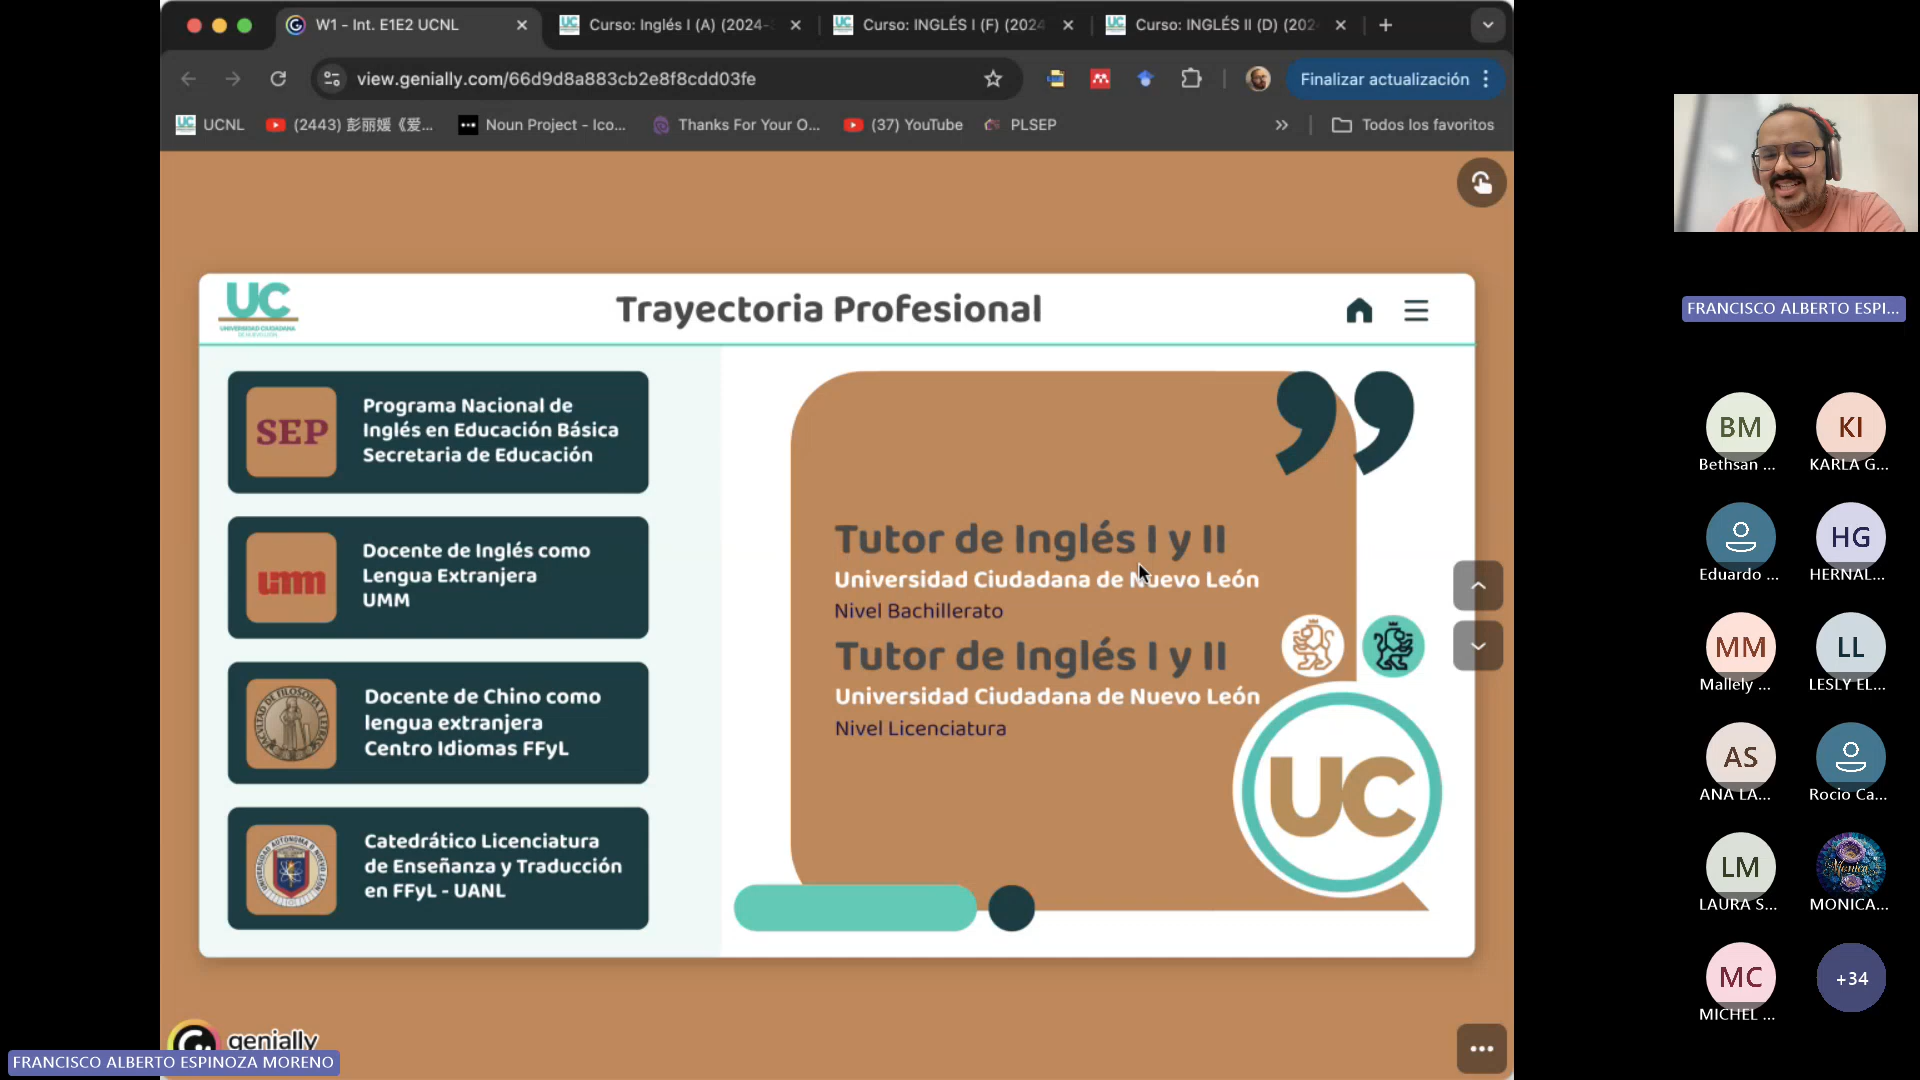 W1 - Int. E1E2 UCNL
Curso: Inglés I (A) (2024-
Curso: INGLÉS I (F) (2024
Curso: INGLÉS II (D) (202
view.genially.com/66d9d8a883cb2e8f8cdd03fe
Finalizar actualización
UCNL
(2443) 彭丽媛《爱...
Noun Project - Ico...
Thanks For Your O...
(37) YouTube
PLSEP
Todos los favoritos
UC
UNIVERSIDAD CIUDADANA
DE NUEVO LEÓN
Trayectoria Profesional
SEP
Programa Nacional de
Inglés en Educación Básica
Secretaria de Educación
umm
Docente de Inglés como
Lengua Extranjera
UMM
Docente de Chino como
lengua extranjera
Centro Idiomas FFyL
Catedrático Licenciatura
de Enseñanza y Traducción
en FFyL - UANL
Tutor de Inglés I y II
Universidad Ciudadana de Nuevo León
Nivel Bachillerato
Tutor de Inglés I y II
Universidad Ciudadana de Nuevo León
Nivel Licenciatura
UC
genially
FRANCISCO ALBERTO ESPINOZA MORENO
FRANCISCO ALBERTO ESPI...
BM
Bethsan ...
KI
KARLA G...
Eduardo ...
HG
HERNAL...
MM
Mallely ...
LL
LESLY EL...
AS
ANA LA...
Rocio Ca...
LM
LAURA S...
Monica
MONICA...
MC
MICHEL ...
+34